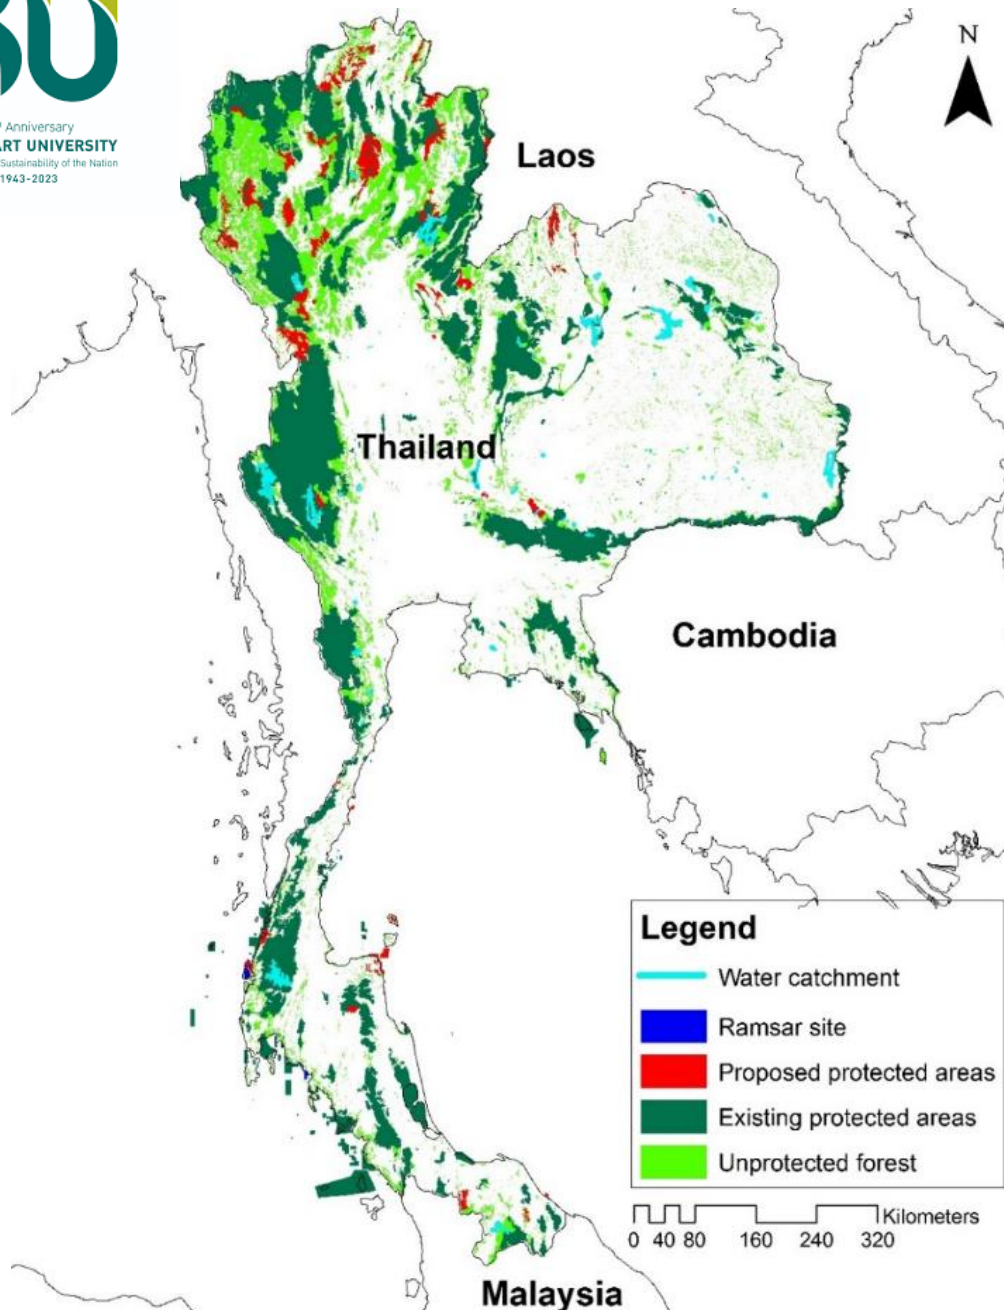 Anniversary
ART UNIVERSITY
Sustainability of the Nation
1943-2023
N
Laos
Thailand
Cambodia
Malaysia
Legend
Water catchment
Ramsar site
Proposed protected areas
Existing protected areas
Unprotected forest
Kilometers
0 40 80 160 240 320